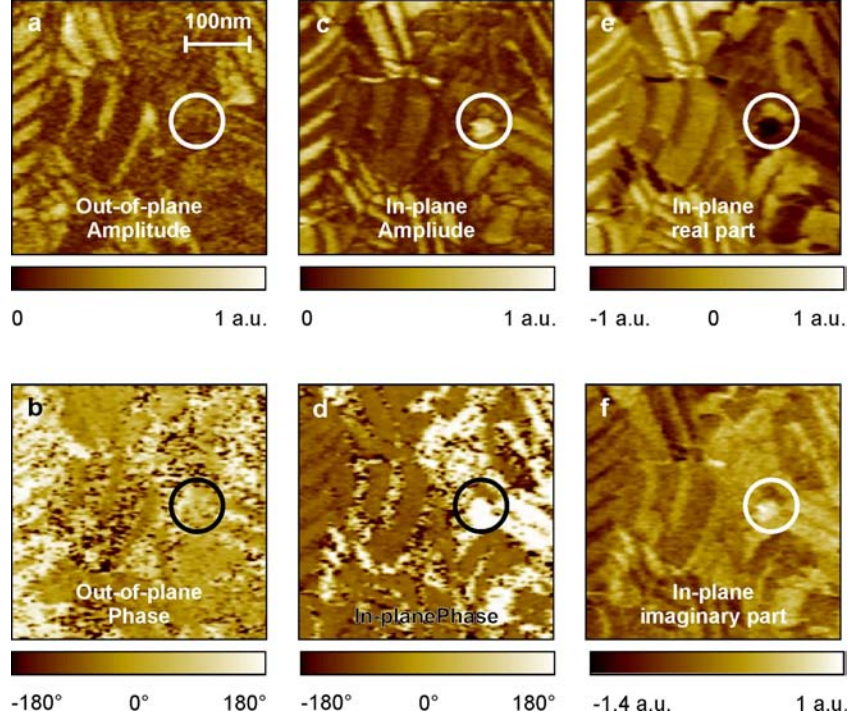 a
100nm
Out-of-plane
Amplitude
0 1 a.u.
c
In-plane
Ampliude
0 1 a.u.
e
In-plane
real part
-1 a.u. 0 1 a.u.
b
Out-of-plane
Phase
-180° 0° 180°
d
In-planePhase
-180° 0° 180°
f
In-plane
imaginary part
-1.4 a.u. 1 a.u.